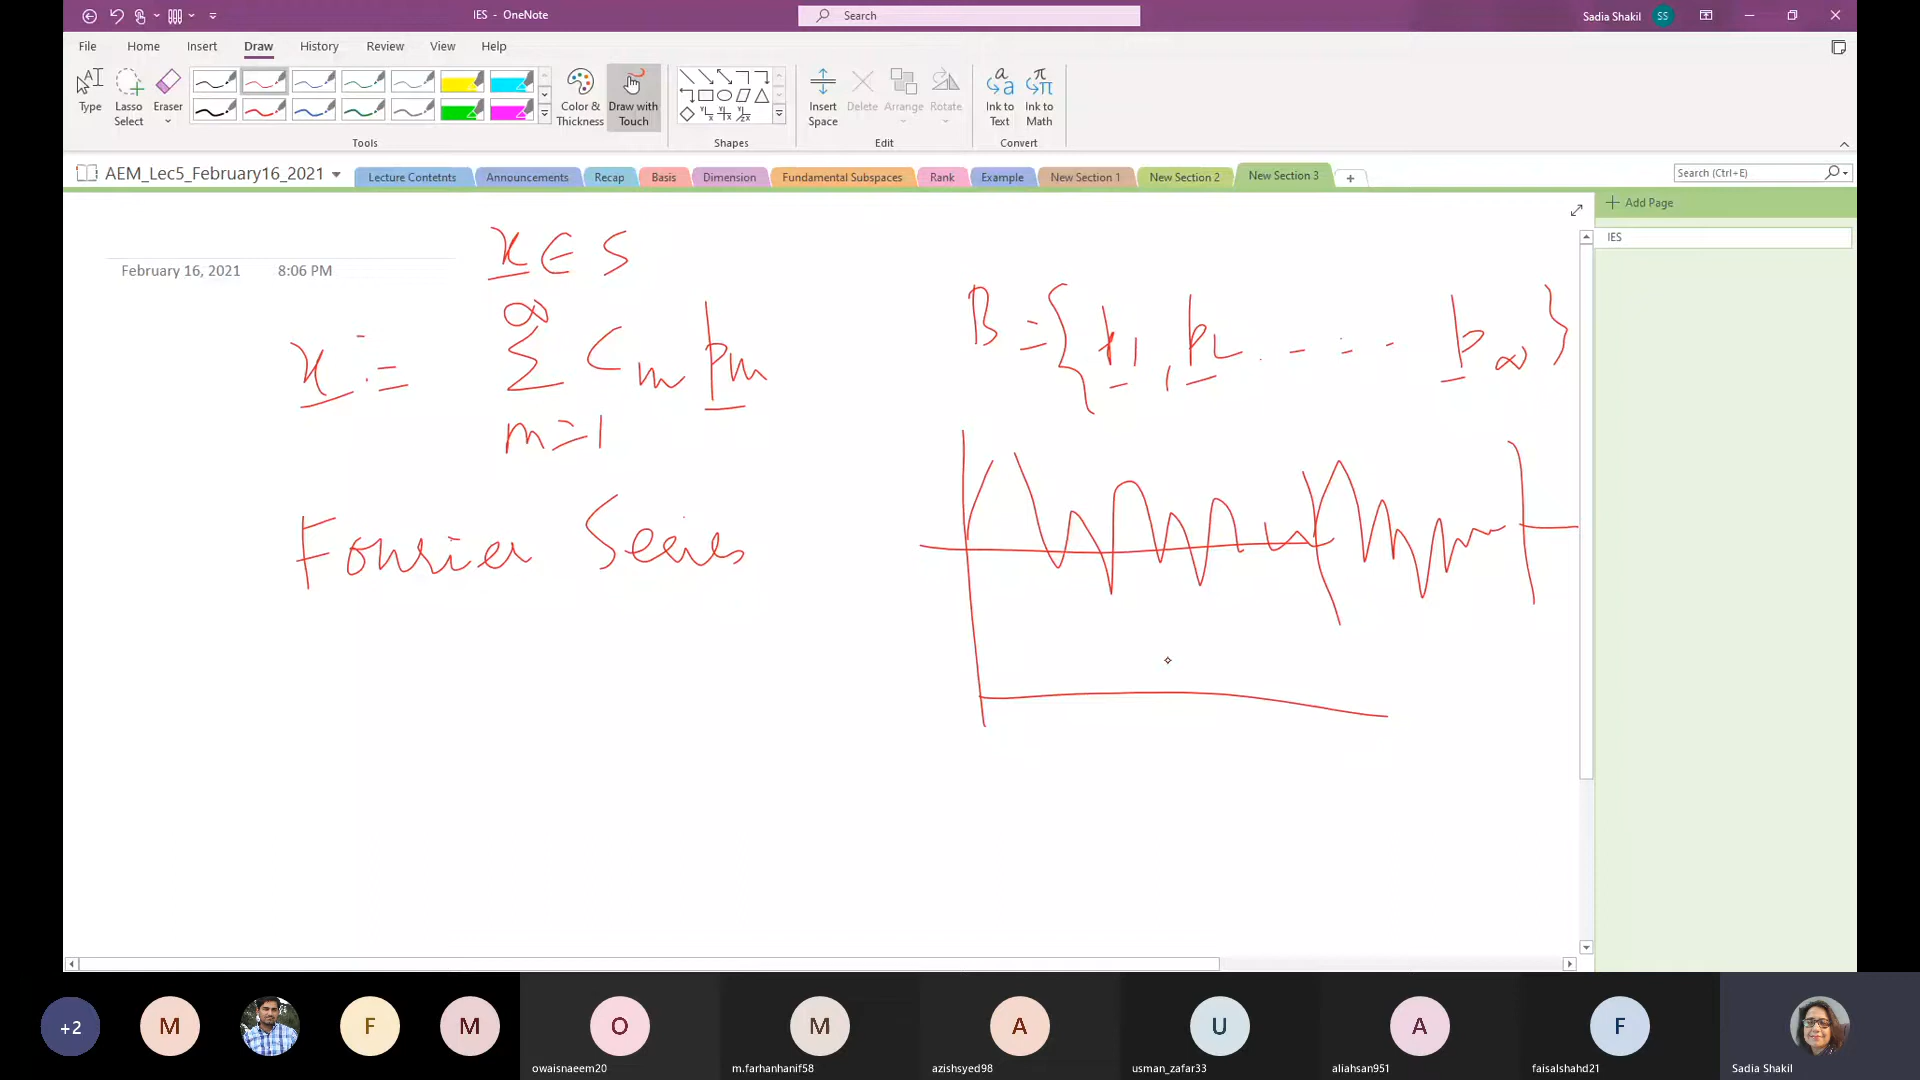 IES - OneNote
Search
Sadia Shakil
SS
File Home Insert Draw History Review View Help
Type
Lasso Select
Eraser
Color & Thickness
Draw with Touch
Insert Space
Delete
Arrange
Rotate
Ink to Text
Ink to Math
Tools
Shapes
Edit
Convert
AEM_Lec5_February16_2021
Lecture Contetnts
Announcements
Recap
Basis
Dimension
Fundamental Subspaces
Rank
Example
New Section 1
New Section 2
New Section 3
Search (Ctrl+E)
Add Page
IES
February 16, 2021 8:06 PM
x ∈ S
x := ∑ Cm pm
∞
m=1
B = {p1, p2 . - - - - p∞}
Fourier Series
+2
M
F
M
O
M
A
U
A
F
owaisnaeem20
m.farhanhanif58
azishsyed98
usman_zafar33
aliahsan951
faisalshahd21
Sadia Shakil